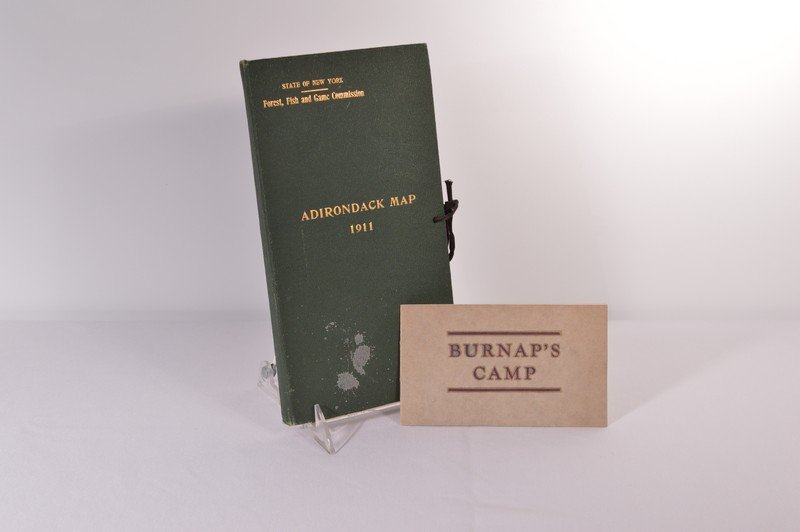 STATE OF NEW YORK
Forest, Fish and Game Commission
ADIRONDACK MAP
1911
BURNAP'S
CAMP